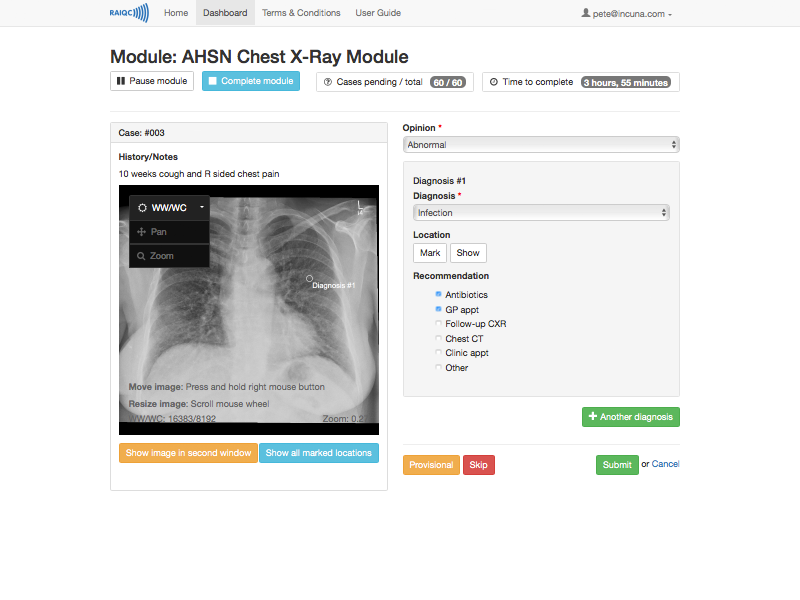 RAIQC Home Dashboard Terms & Conditions User Guide pete@incuna.com
Module: AHSN Chest X-Ray Module
Pause module Complete module Cases pending / total 60 / 60 Time to complete 3 hours, 55 minutes
Case: #003
History/Notes
10 weeks cough and R sided chest pain
WW/WC
Pan
Zoom
L
Diagnosis #1
Move image: Press and hold right mouse button
Resize image: Scroll mouse wheel
WW/WC: 16383/8192 Zoom: 0.2
Show image in second window Show all marked locations
Opinion *
Abnormal
Diagnosis #1
Diagnosis *
Infection
Location
Mark Show
Recommendation
Antibiotics
GP appt
Follow-up CXR
Chest CT
Clinic appt
Other
Another diagnosis
Provisional Skip Submit or Cancel